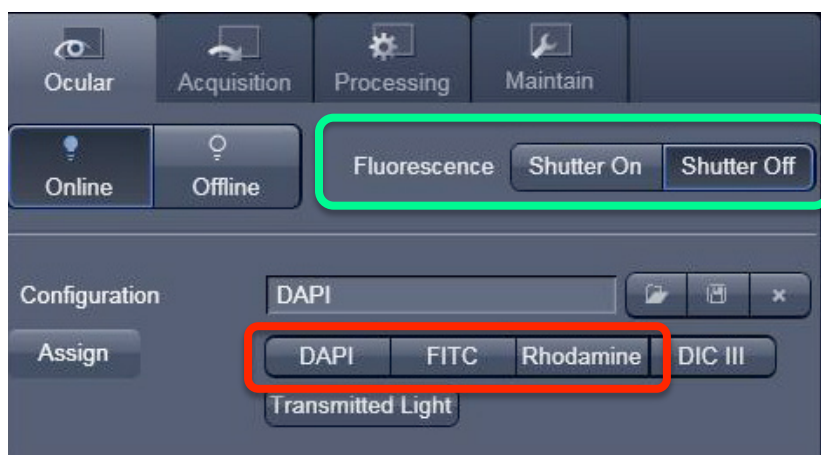 Ocular Acquisition Processing Maintain
Online Offline Fluorescence Shutter On Shutter Off
Configuration DAPI
Assign DAPI FITC Rhodamine DIC III
Transmitted Light